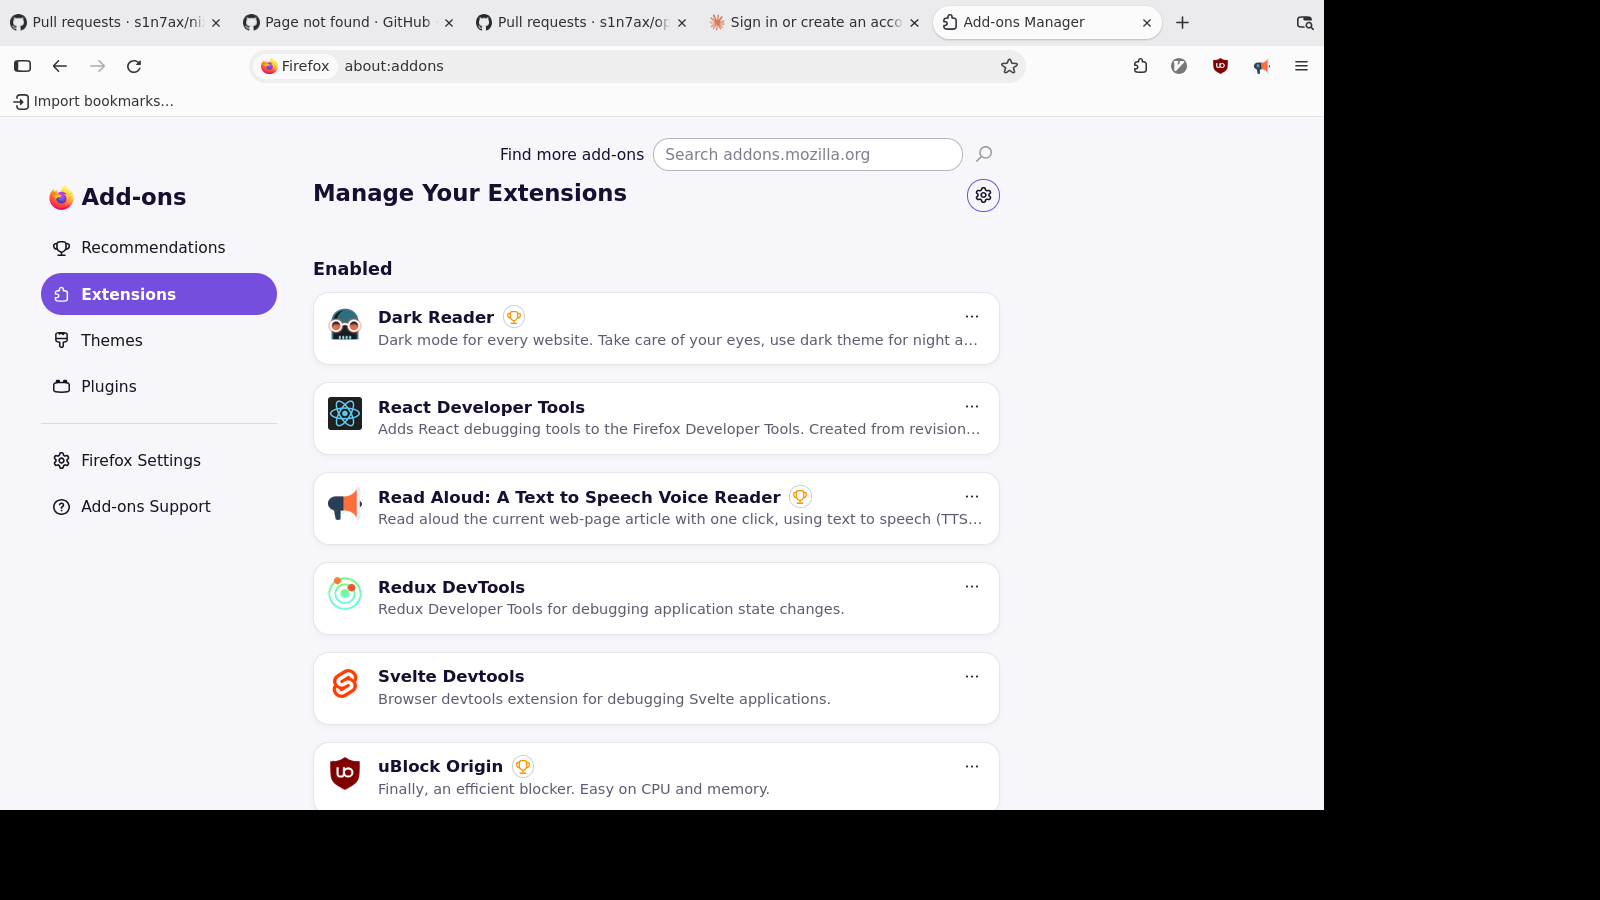 Pull requests · s1n7ax/ni
Page not found · GitHub
Pull requests · s1n7ax/op
Sign in or create an acco
Add-ons Manager
Firefox
about:addons
Import bookmarks...
Find more add-ons
Search addons.mozilla.org
Add-ons
Recommendations
Extensions
Themes
Plugins
Firefox Settings
Add-ons Support
Manage Your Extensions
Enabled
Dark Reader
Dark mode for every website. Take care of your eyes, use dark theme for night a...
React Developer Tools
Adds React debugging tools to the Firefox Developer Tools. Created from revision...
Read Aloud: A Text to Speech Voice Reader
Read aloud the current web-page article with one click, using text to speech (TTS...
Redux DevTools
Redux Developer Tools for debugging application state changes.
Svelte Devtools
Browser devtools extension for debugging Svelte applications.
uBlock Origin
Finally, an efficient blocker. Easy on CPU and memory.